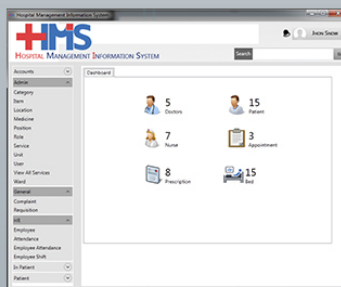 Hospital Management Information System
HMS
HOSPITAL MANAGEMENT INFORMATION SYSTEM
Search
Accounts
Dashboard
Admin
Category
Item
Location
Medicine
Position
Role
Service
Unit
User
View All Services
Ward
General
Complaint
Requisition
HR
Employee
Attendance
Employee Attendance
Employee Shift
In Patient
Patient
5
Doctors
15
Patient
7
Nurse
3
Appointment
8
Prescription
15
Bed